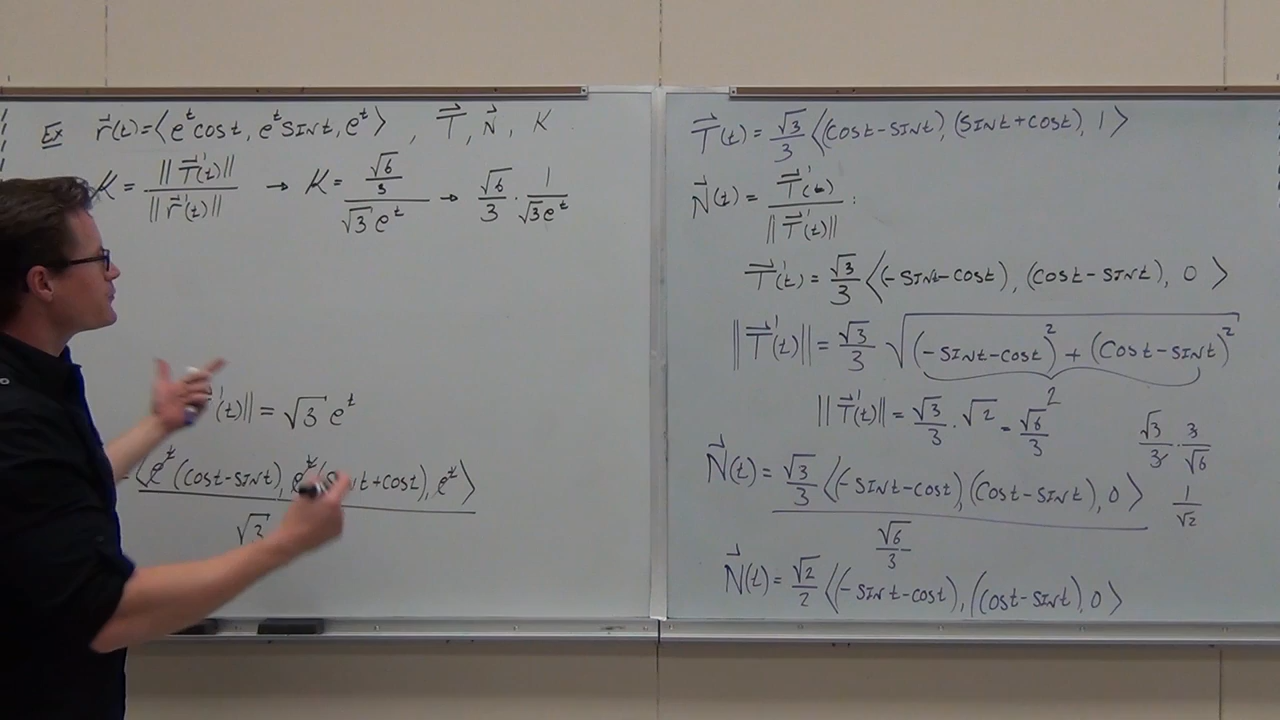 Ex r⃗(t)=⟨e^t cos t, e^t SIN t, e^t⟩ , T⃗, N⃗, K
K = ||T⃗'(t)|| / ||r⃗'(t)|| → K = (√6/3) / (√3 e^t) → √6/3 · 1/(√3 e^t)
'(t)|| = √3 e^t
⟨e^t(cos t-SIN t), e^t( t+cos t), e^t⟩
√3
T⃗(t) = √3/3 ⟨(cos t-SIN t), (SIN t+cos t), 1⟩
N⃗(t) = T⃗'(t) / ||T⃗'(t)|| :
T⃗'(t) = √3/3 ⟨(-SIN t-cos t), (cos t-SIN t), 0⟩
||T⃗'(t)|| = √3/3 √((-SIN t-cos t)^2 + (cos t-SIN t)^2)
2
||T⃗'(t)|| = √3/3 · √2 = √6/3
√3/3 · 3/√6
1/√2
N⃗(t) = √3/3 ⟨(-SIN t-cos t), (cos t-SIN t), 0⟩
√6/3
N⃗(t) = √2/2 ⟨(-SIN t-cos t), (cos t-SIN t), 0⟩